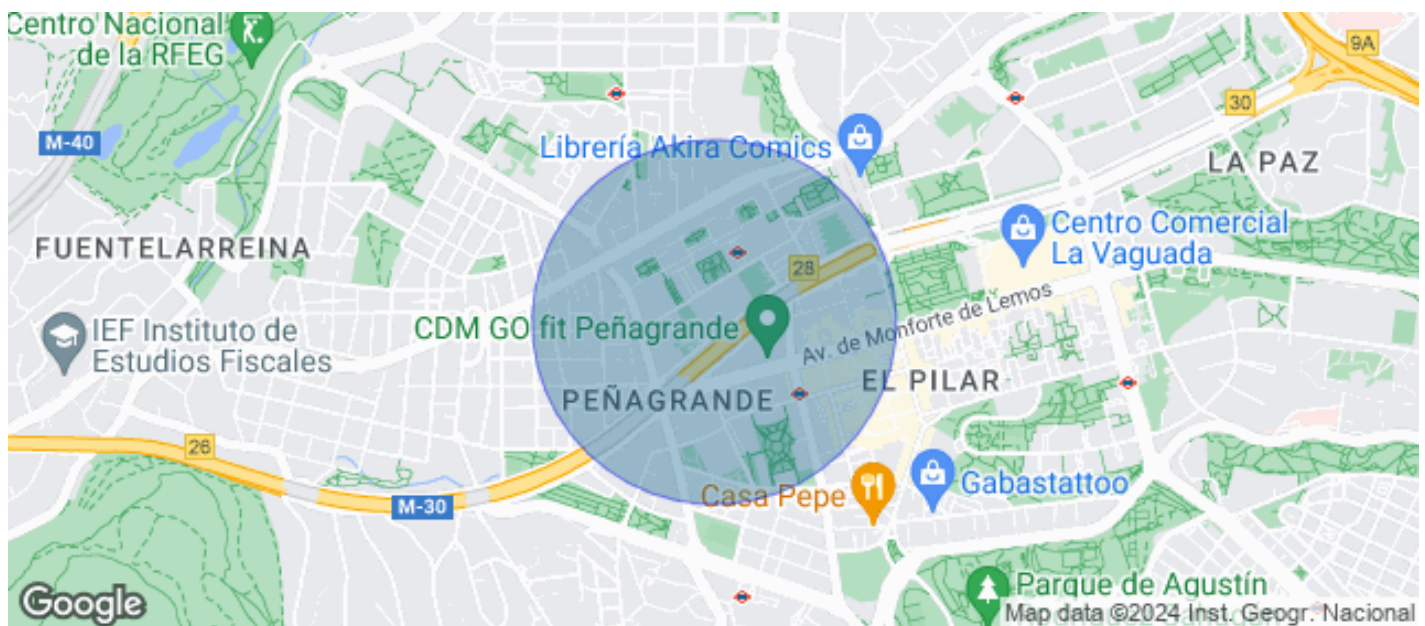 Centro Nacional
de la RFEG
9A
30
M-40
Librería Akira Comics
LA PAZ
Centro Comercial
La Vaguada
FUENTELARREINA
28
Av. de Monforte de Lemos
IEF Instituto de
Estudios Fiscales
CDM GO fit Peñagrande
PEÑAGRANDE
EL PILAR
26
M-30
Casa Pepe
Gabastattoo
Parque de Agustín
Google
Map data ©2024 Inst. Geogr. Nacional